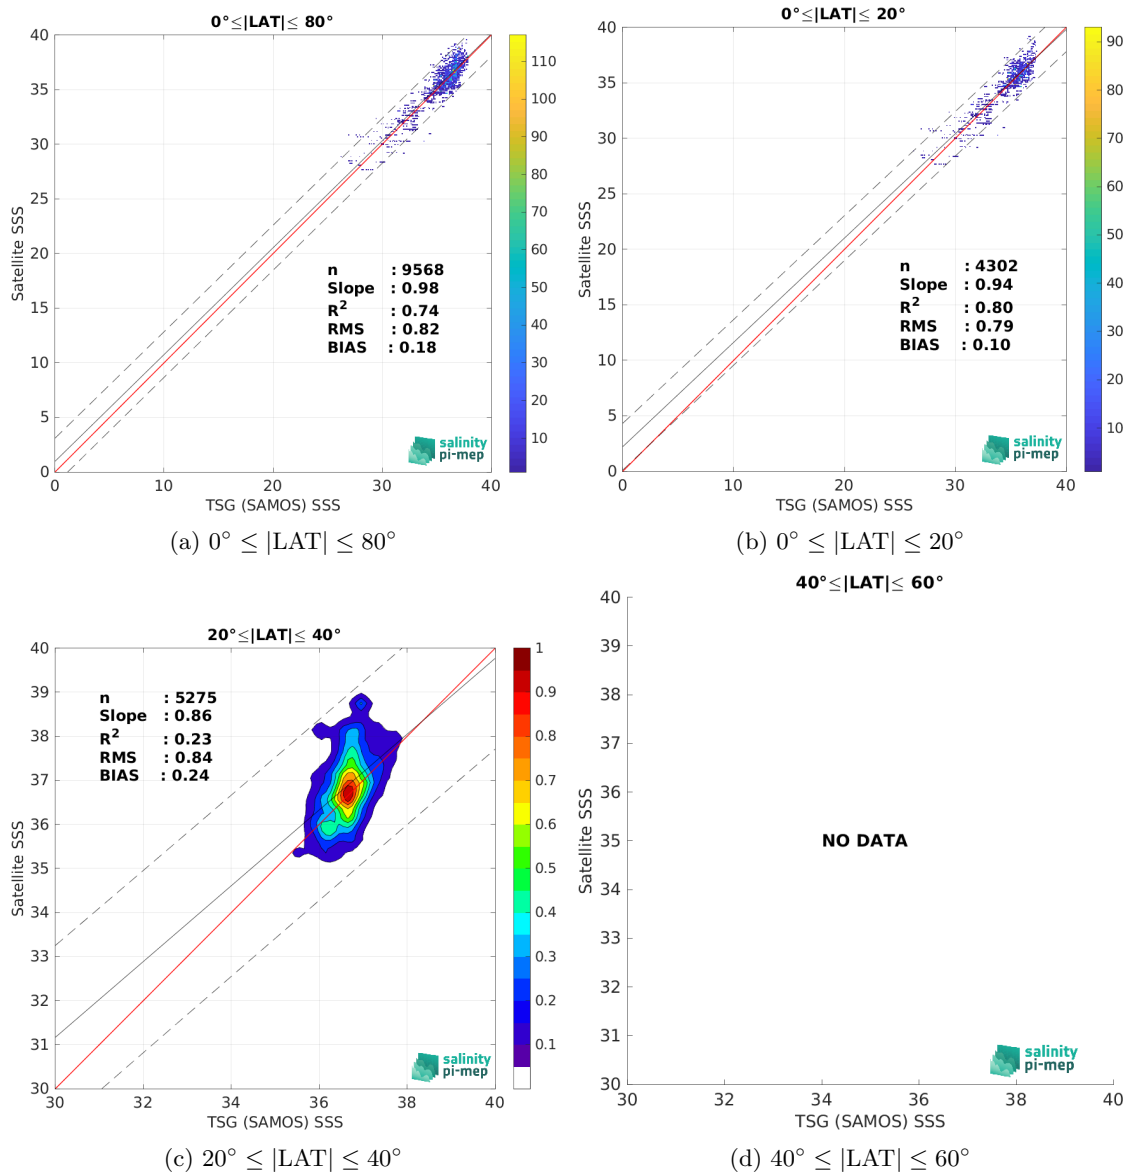 0°≤|LAT|≤ 80°
40
35
30
25
20
15
10
5
0
Satellite SSS
n : 9568
Slope : 0.98
R² : 0.74
RMS : 0.82
BIAS : 0.18
salinity
pi-mep
0 10 20 30 40
TSG (SAMOS) SSS
110
100
90
80
70
60
50
40
30
20
10
(a) 0° ≤ |LAT| ≤ 80°
0°≤|LAT|≤ 20°
40
35
30
25
20
15
10
5
0
Satellite SSS
n : 4302
Slope : 0.94
R² : 0.80
RMS : 0.79
BIAS : 0.10
salinity
pi-mep
0 10 20 30 40
TSG (SAMOS) SSS
90
80
70
60
50
40
30
20
10
(b) 0° ≤ |LAT| ≤ 20°
20°≤|LAT|≤ 40°
40
39
38
37
36
35
34
33
32
31
30
Satellite SSS
n : 5275
Slope : 0.86
R² : 0.23
RMS : 0.84
BIAS : 0.24
salinity
pi-mep
30 32 34 36 38 40
TSG (SAMOS) SSS
1
0.9
0.8
0.7
0.6
0.5
0.4
0.3
0.2
0.1
(c) 20° ≤ |LAT| ≤ 40°
40°≤|LAT|≤ 60°
40
39
38
37
36
35
34
33
32
31
30
Satellite SSS
NO DATA
salinity
pi-mep
30 32 34 36 38 40
TSG (SAMOS) SSS
(d) 40° ≤ |LAT| ≤ 60°